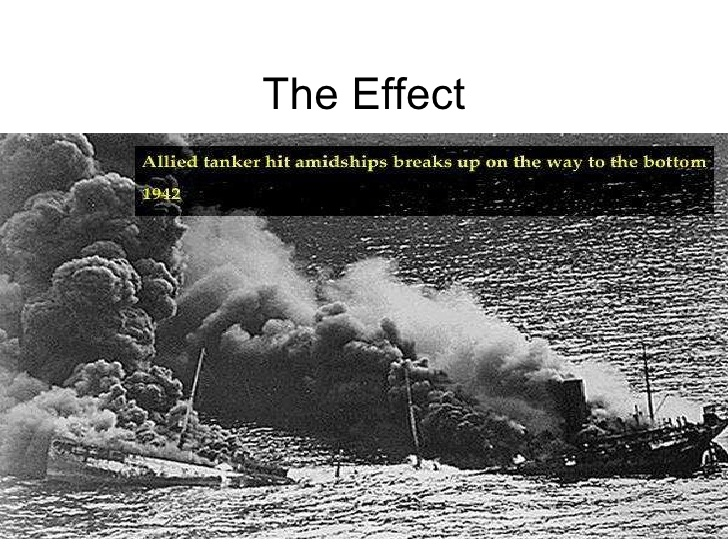 The Effect
Allied tanker hit amidships breaks up on the way to the bottom
1942